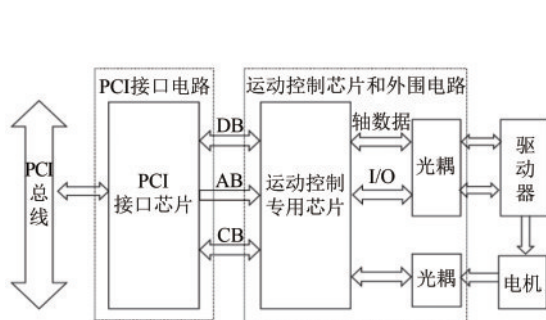 PCI接口电路
运动控制芯片和外围电路
PCI
总
线
PCI
接口芯片
DB
AB
CB
运动控制
专用芯片
轴数据
I/O
光耦
驱
动
器
光耦
电机